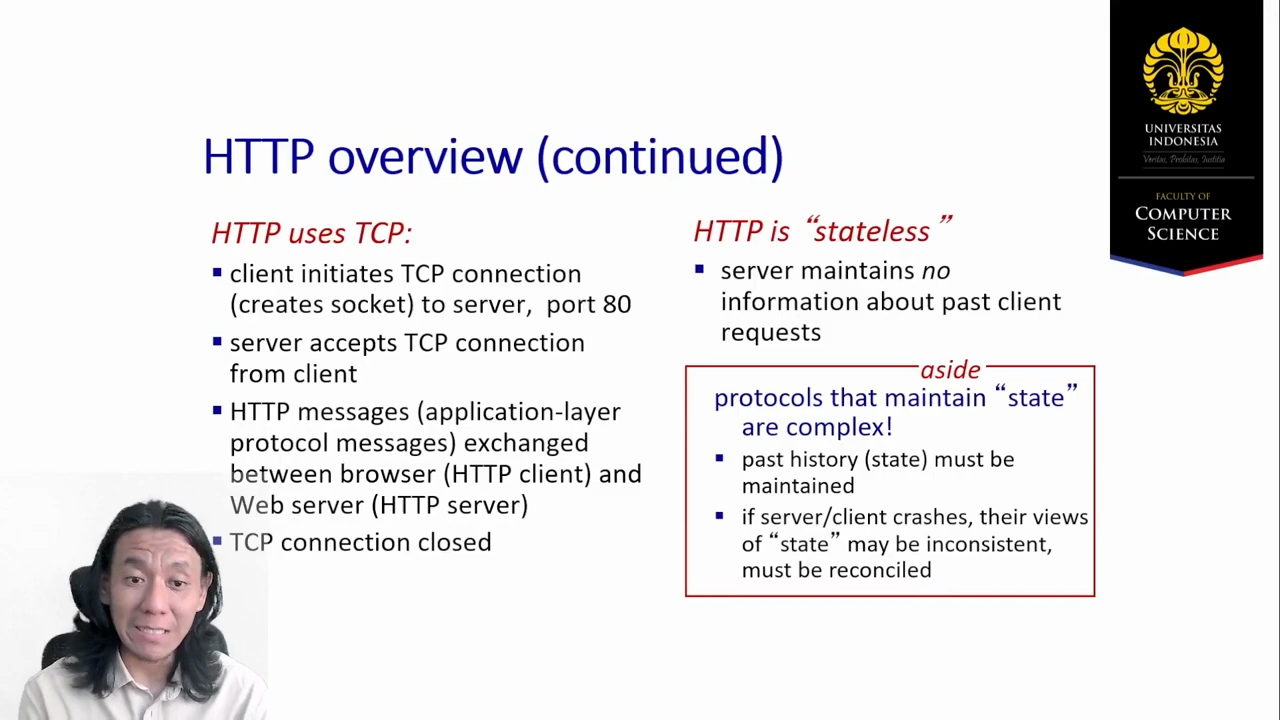 HTTP overview (continued)
HTTP uses TCP:
▪ client initiates TCP connection
(creates socket) to server, port 80
▪ server accepts TCP connection
from client
▪ HTTP messages (application-layer
protocol messages) exchanged
between browser (HTTP client) and
Web server (HTTP server)
▪ TCP connection closed
HTTP is “stateless”
▪ server maintains no
information about past client
requests
aside
protocols that maintain “state”
are complex!
▪ past history (state) must be
maintained
▪ if server/client crashes, their views
of “state” may be inconsistent,
must be reconciled
UNIVERSITAS
INDONESIA
Veritas, Probitas, Iustitia
FACULTY OF
COMPUTER
SCIENCE